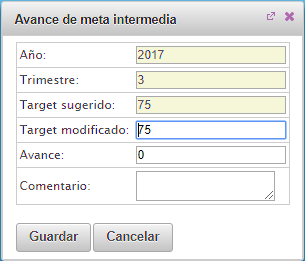 Avance de meta intermedia
Año: 2017
Trimestre: 3
Target sugerido: 75
Target modificado: 75
Avance: 0
Comentario:
Guardar Cancelar